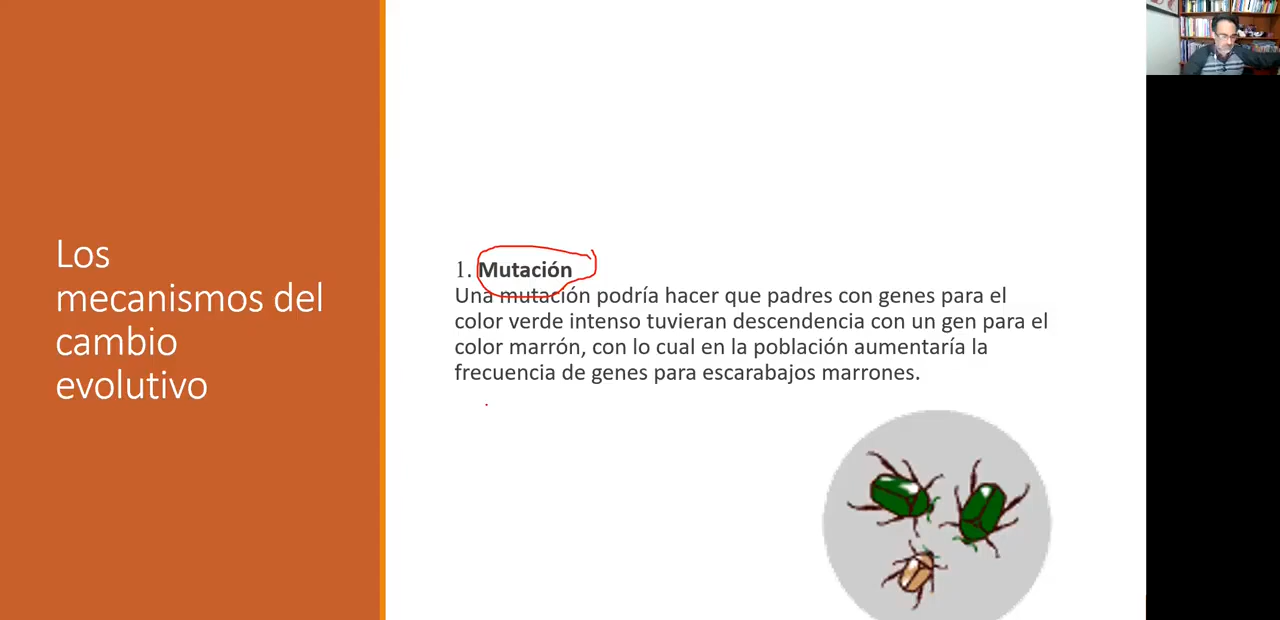 Los
mecanismos del
cambio
evolutivo
1. Mutación
Una mutación podría hacer que padres con genes para el
color verde intenso tuvieran descendencia con un gen para el
color marrón, con lo cual en la población aumentaría la
frecuencia de genes para escarabajos marrones.